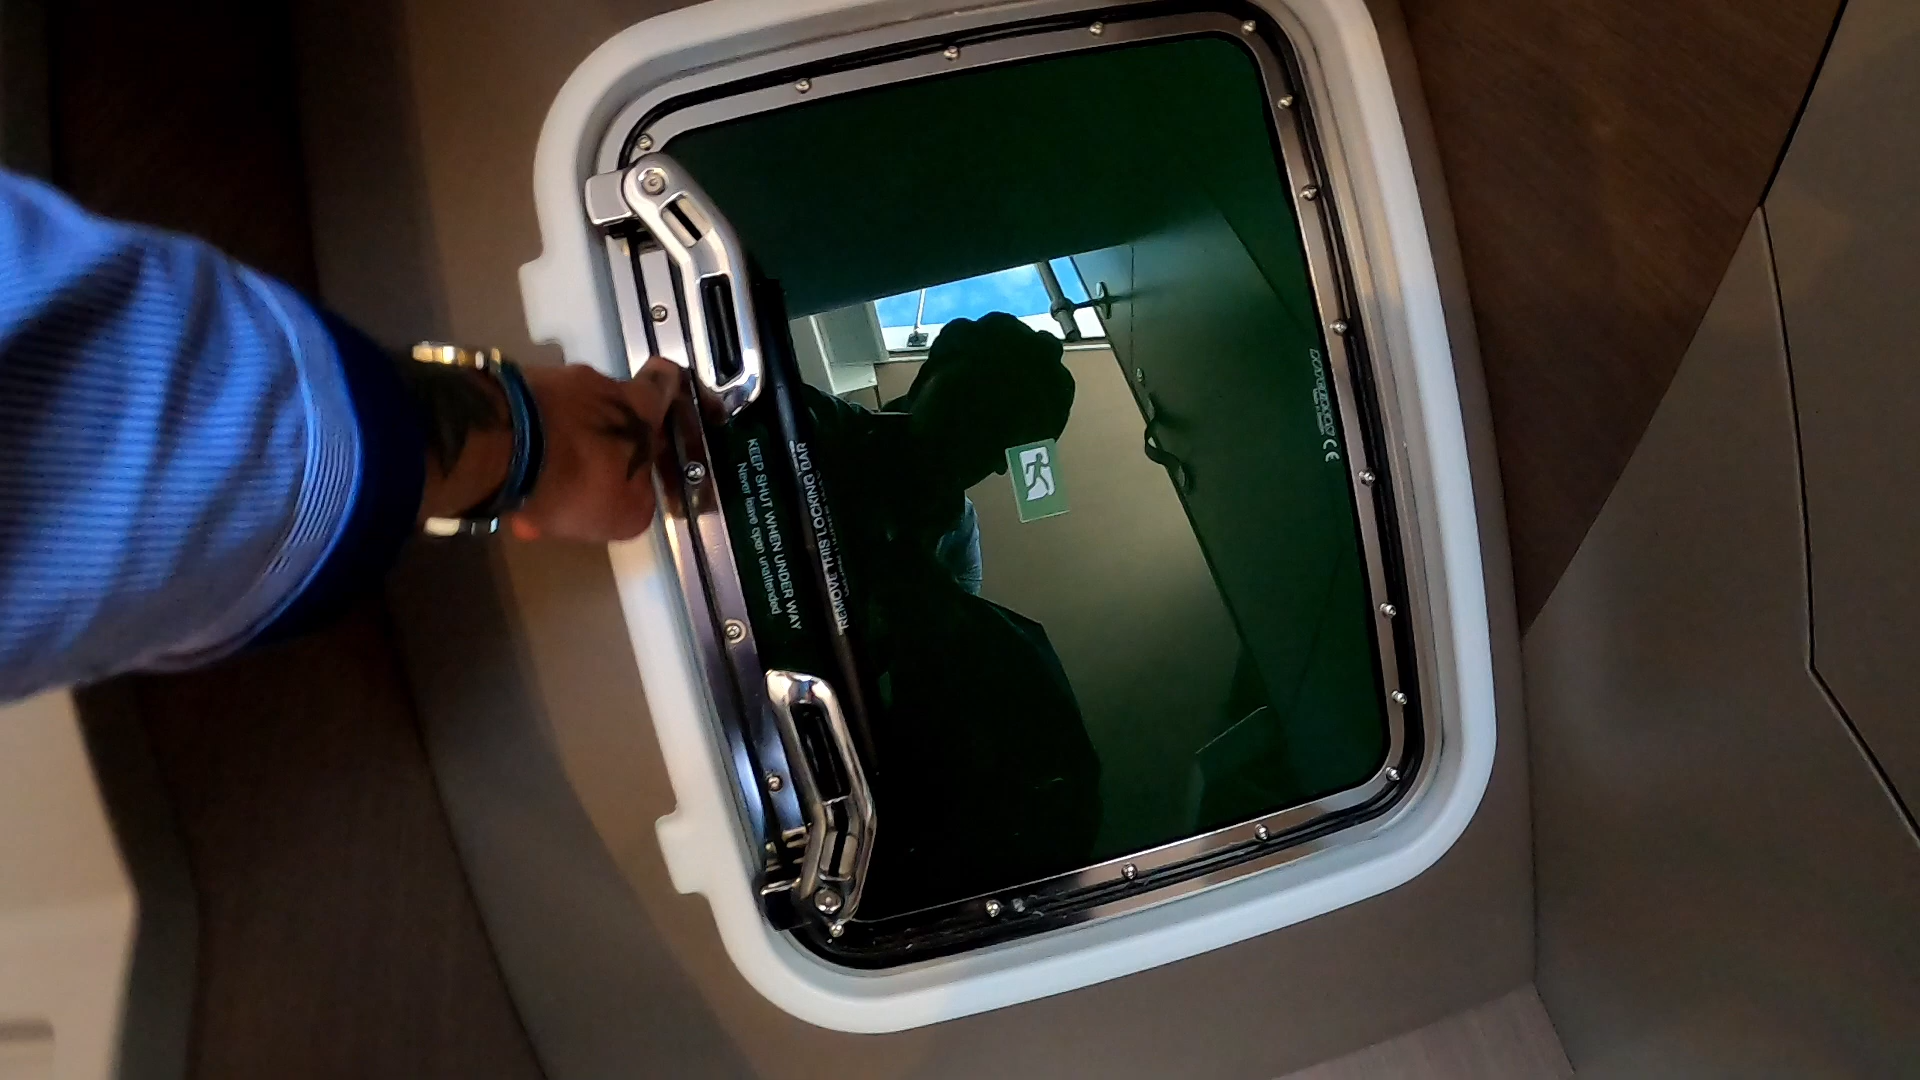 KEEP SHUT WHEN UNDER WAY
Never leave open unattended
REMOVE THIS LOCKING BAR
CE